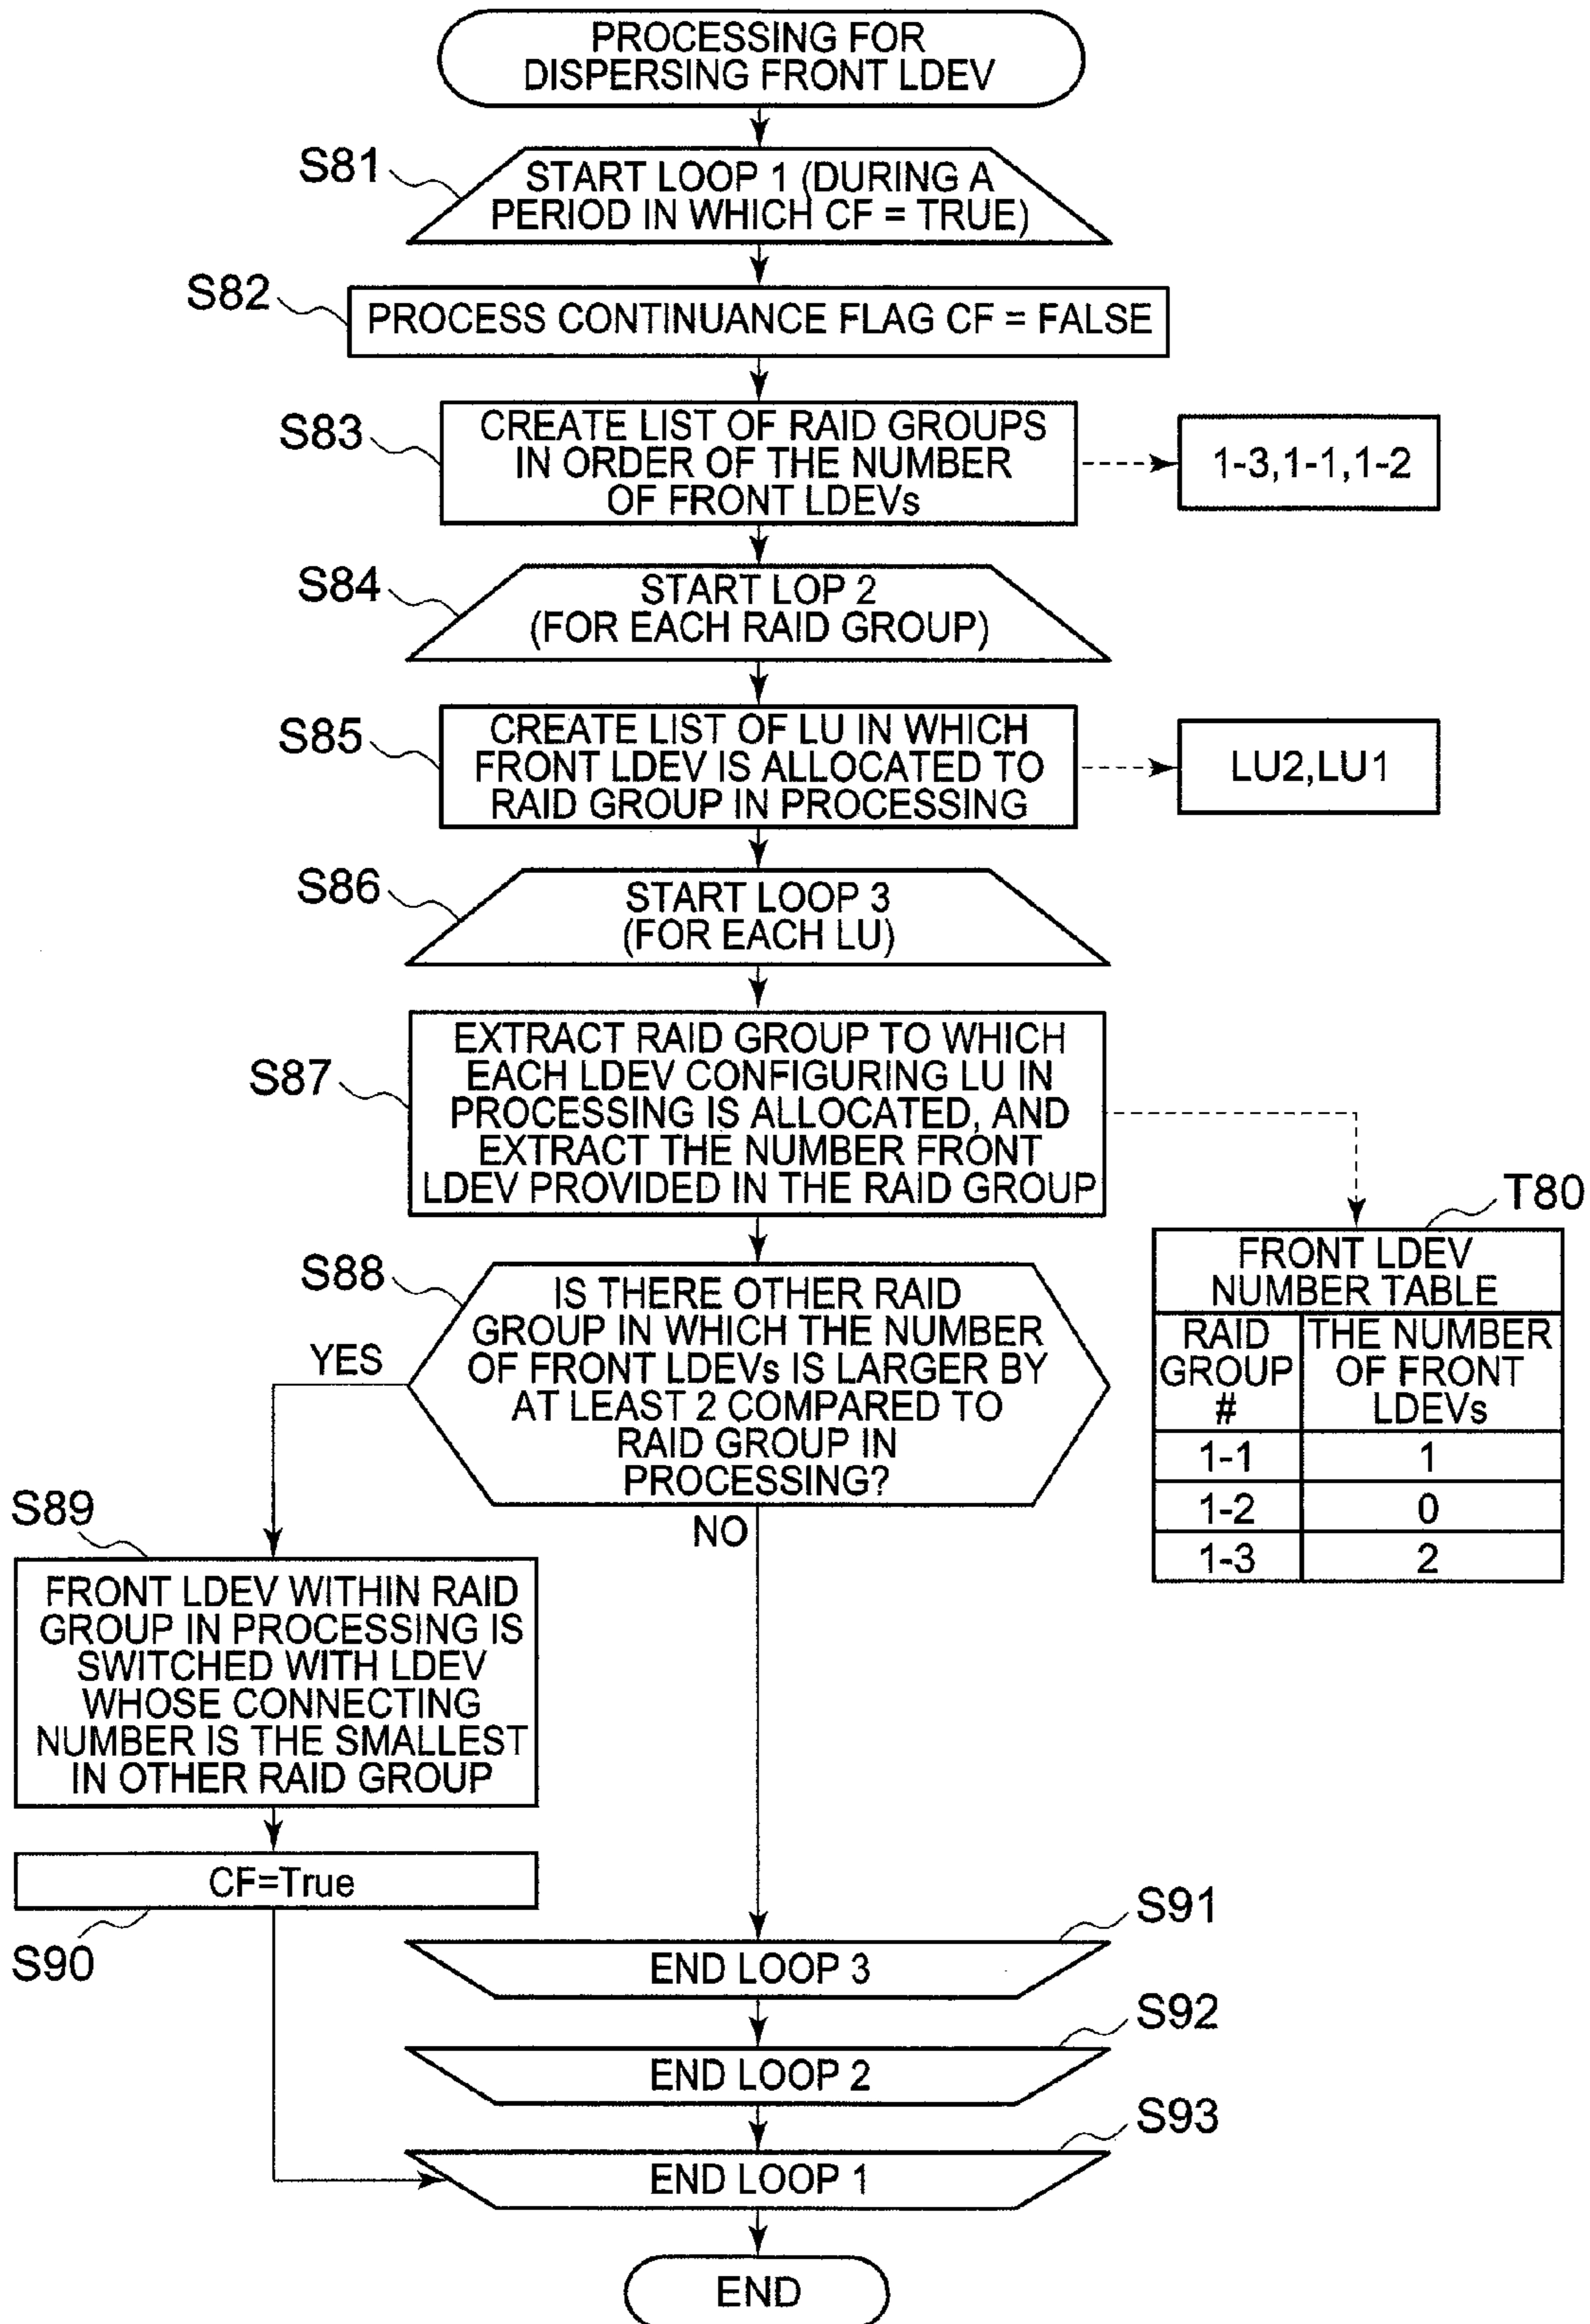 PROCESSING FOR
DISPERSING FRONT LDEV
S81
START LOOP 1 (DURING A
PERIOD IN WHICH CF = TRUE)
S82
PROCESS CONTINUANCE FLAG CF = FALSE
S83
CREATE LIST OF RAID GROUPS
IN ORDER OF THE NUMBER
OF FRONT LDEVs
1-3,1-1,1-2
S84
START LOP 2
(FOR EACH RAID GROUP)
S85
CREATE LIST OF LU IN WHICH
FRONT LDEV IS ALLOCATED TO
RAID GROUP IN PROCESSING
LU2,LU1
S86
START LOOP 3
(FOR EACH LU)
S87
EXTRACT RAID GROUP TO WHICH
EACH LDEV CONFIGURING LU IN
PROCESSING IS ALLOCATED, AND
EXTRACT THE NUMBER FRONT
LDEV PROVIDED IN THE RAID GROUP
T80
FRONT LDEV
NUMBER TABLE
RAID
GROUP
#
THE NUMBER
OF FRONT
LDEVs
1-1 1
1-2 0
1-3 2
S88
IS THERE OTHER RAID
GROUP IN WHICH THE NUMBER
OF FRONT LDEVs IS LARGER BY
AT LEAST 2 COMPARED TO
RAID GROUP IN
PROCESSING?
YES
NO
S89
FRONT LDEV WITHIN RAID
GROUP IN PROCESSING IS
SWITCHED WITH LDEV
WHOSE CONNECTING
NUMBER IS THE SMALLEST
IN OTHER RAID GROUP
CF=True
S90
S91
END LOOP 3
S92
END LOOP 2
S93
END LOOP 1
END